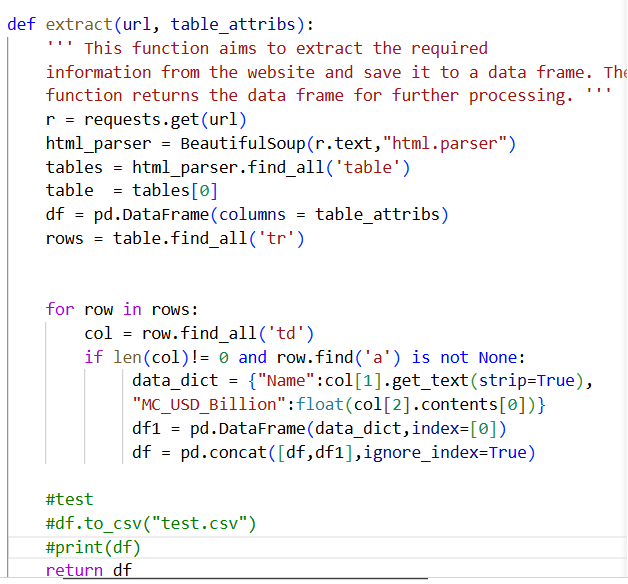 def extract(url, table_attribs):
    ''' This function aims to extract the required
    information from the website and save it to a data frame. The
    function returns the data frame for further processing. '''
    r = requests.get(url)
    html_parser = BeautifulSoup(r.text,"html.parser")
    tables = html_parser.find_all('table')
    table  = tables[0]
    df = pd.DataFrame(columns = table_attribs)
    rows = table.find_all('tr')
    for row in rows:
        col = row.find_all('td')
        if len(col)!= 0 and row.find('a') is not None:
             data_dict = {"Name":col[1].get_text(strip=True),
             "MC_USD_Billion":float(col[2].contents[0])}
             df1 = pd.DataFrame(data_dict,index=[0])
             df = pd.concat([df,df1],ignore_index=True)
    #test
    #df.to_csv("test.csv")
    #print(df)
    return df